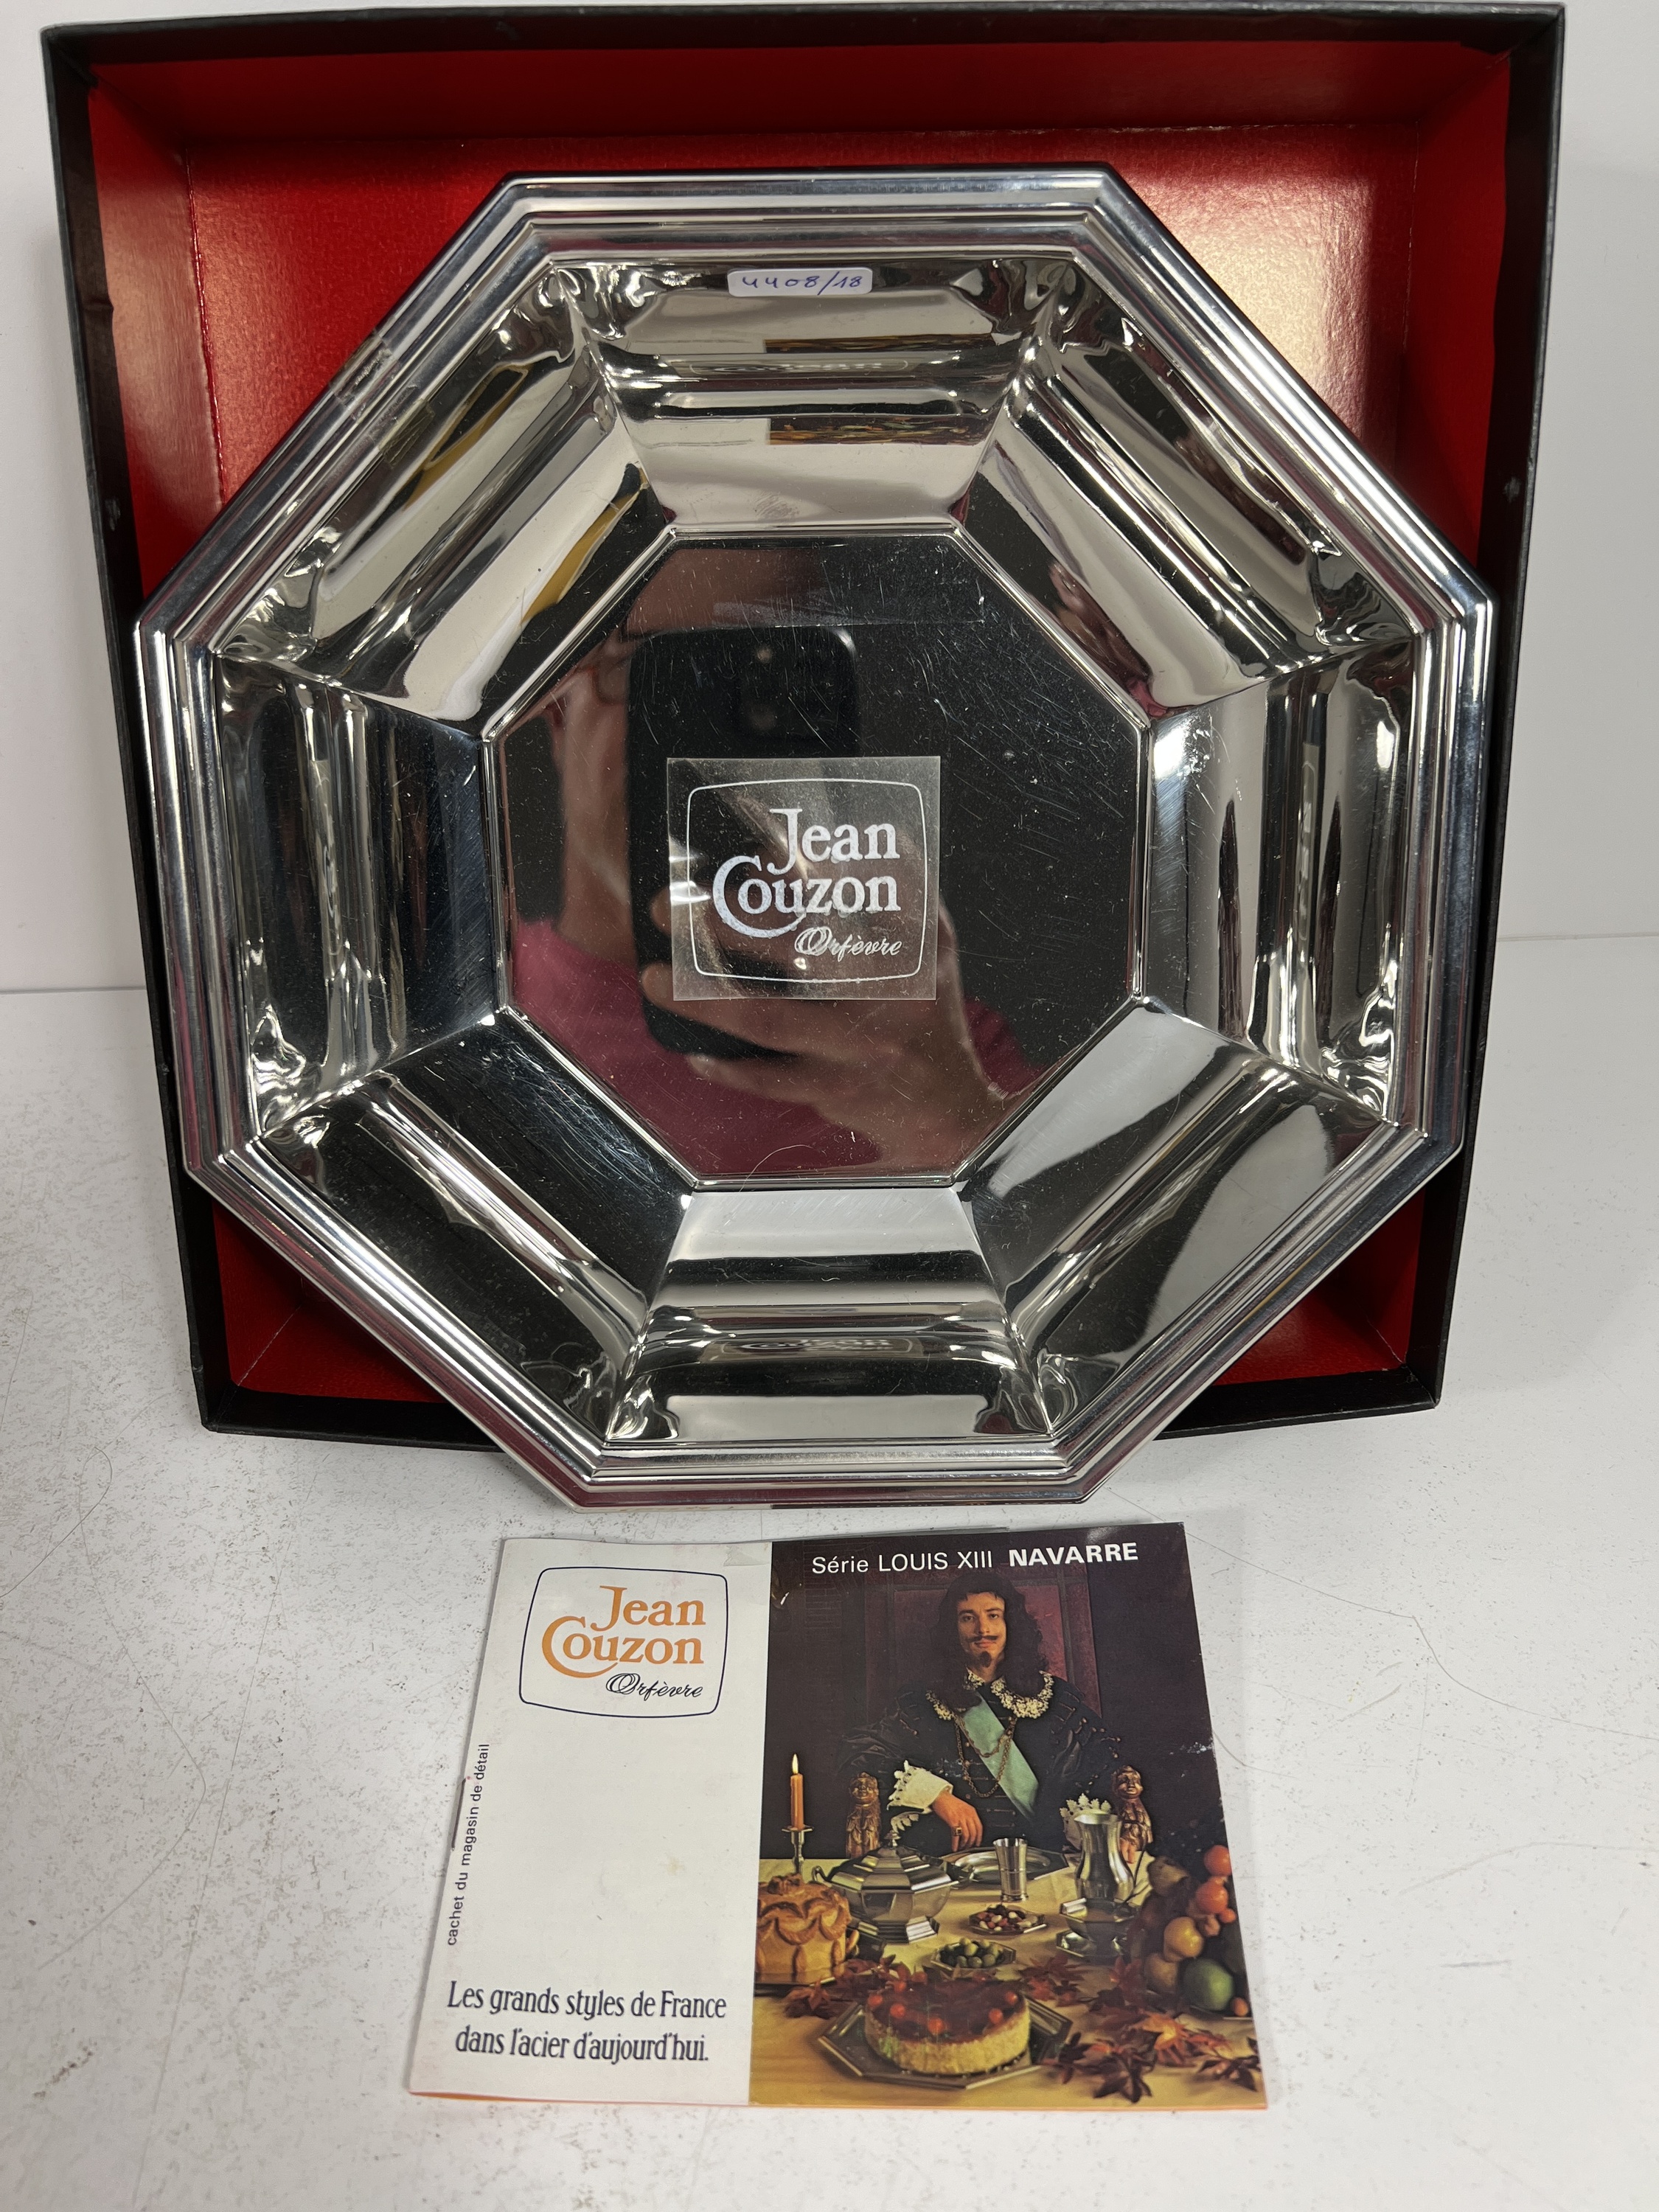 4408/18
Jean
Couzon
Orfèvre
Série LOUIS XIII NAVARRE
Jean
Couzon
Orfèvre
cachet du magasin de détail
Les grands styles de France
dans l'acier d'aujourd'hui.